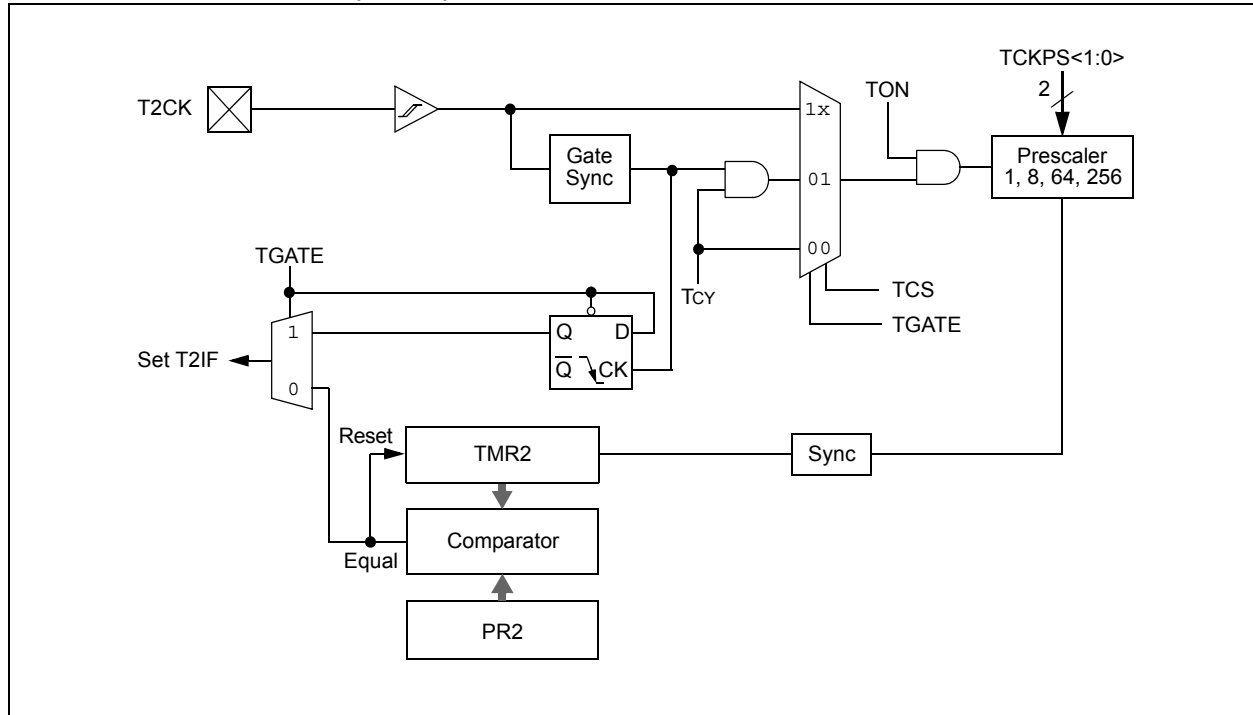 TCKPS<1:0>
2
T2CK
1x
TON
Gate
Sync
01
Prescaler
1, 8, 64, 256
00
TGATE
TCY
TCS
TGATE
1
Q
D
Set T2IF
Q
CK
0
Reset
TMR2
Sync
Equal
Comparator
PR2